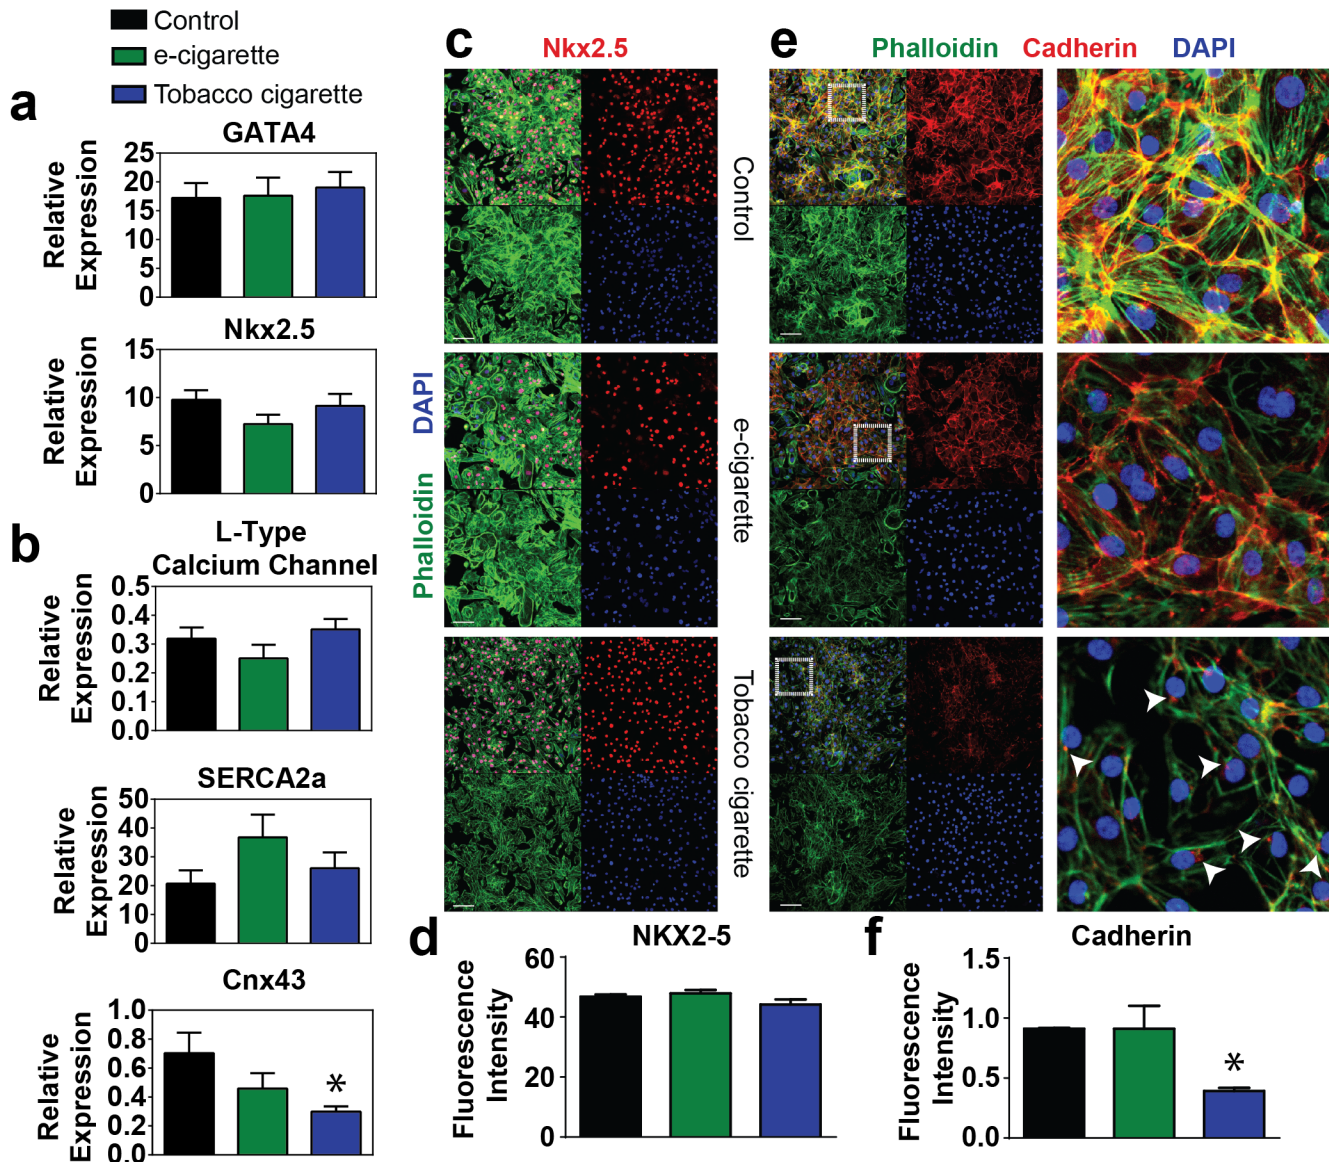 Control
e-cigarette
Tobacco cigarette
a
GATA4
Relative
Expression
25
20
15
10
5
0
Nkx2.5
Relative
Expression
15
10
5
0
b
L-Type
Calcium Channel
Relative
Expression
0.5
0.4
0.3
0.2
0.1
0.0
SERCA2a
Relative
Expression
50
40
30
20
10
0
Cnx43
Relative
Expression
1.0
0.8
0.6
0.4
0.2
0.0
*
c
Nkx2.5
Phalloidin DAPI
e
Phalloidin Cadherin DAPI
Control
e-cigarette
Tobacco cigarette
d
NKX2-5
Fluorescence
Intensity
60
40
20
0
f
Cadherin
Fluorescence
Intensity
1.5
1.0
0.5
0.0
*